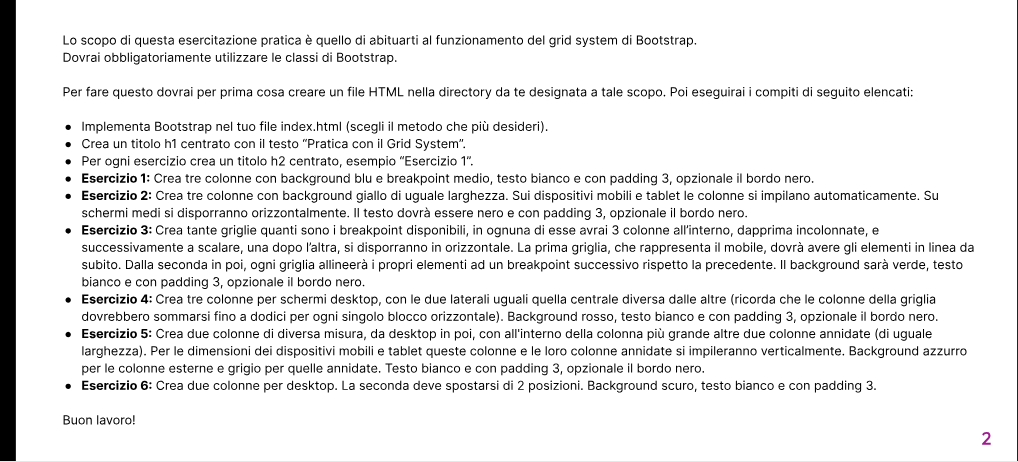 Lo scopo di questa esercitazione pratica è quello di abituarti al funzionamento del grid system di Bootstrap.
Dovrai obbligatoriamente utilizzare le classi di Bootstrap.
Per fare questo dovrai per prima cosa creare un file HTML nella directory da te designata a tale scopo. Poi eseguirai i compiti di seguito elencati:
● Implementa Bootstrap nel tuo file index.html (scegli il metodo che più desideri).
● Crea un titolo h1 centrato con il testo “Pratica con il Grid System”.
● Per ogni esercizio crea un titolo h2 centrato, esempio “Esercizio 1”.
● Esercizio 1: Crea tre colonne con background blu e breakpoint medio, testo bianco e con padding 3, opzionale il bordo nero.
● Esercizio 2: Crea tre colonne con background giallo di uguale larghezza. Sui dispositivi mobili e tablet le colonne si impilano automaticamente. Su
schermi medi si disporranno orizzontalmente. Il testo dovrà essere nero e con padding 3, opzionale il bordo nero.
● Esercizio 3: Crea tante griglie quanti sono i breakpoint disponibili, in ognuna di esse avrai 3 colonne all’interno, dapprima incolonnate, e
successivamente a scalare, una dopo l’altra, si disporranno in orizzontale. La prima griglia, che rappresenta il mobile, dovrà avere gli elementi in linea da
subito. Dalla seconda in poi, ogni griglia allineerà i propri elementi ad un breakpoint successivo rispetto la precedente. Il background sarà verde, testo
bianco e con padding 3, opzionale il bordo nero.
● Esercizio 4: Crea tre colonne per schermi desktop, con le due laterali uguali quella centrale diversa dalle altre (ricorda che le colonne della griglia
dovrebbero sommarsi fino a dodici per ogni singolo blocco orizzontale). Background rosso, testo bianco e con padding 3, opzionale il bordo nero.
● Esercizio 5: Crea due colonne di diversa misura, da desktop in poi, con all’interno della colonna più grande altre due colonne annidate (di uguale
larghezza). Per le dimensioni dei dispositivi mobili e tablet queste colonne e le loro colonne annidate si impileranno verticalmente. Background azzurro
per le colonne esterne e grigio per quelle annidate. Testo bianco e con padding 3, opzionale il bordo nero.
● Esercizio 6: Crea due colonne per desktop. La seconda deve spostarsi di 2 posizioni. Background scuro, testo bianco e con padding 3.
Buon lavoro!
2